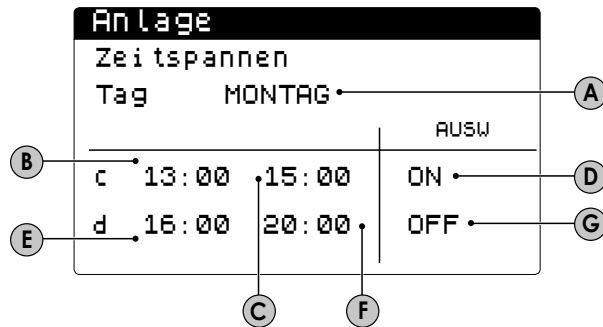 Anlage
Zeitspannen
Tag MONTAG A
AUSW
B
c 13:00 15:00 ON D
d 16:00 20:00 OFF G
E
C F